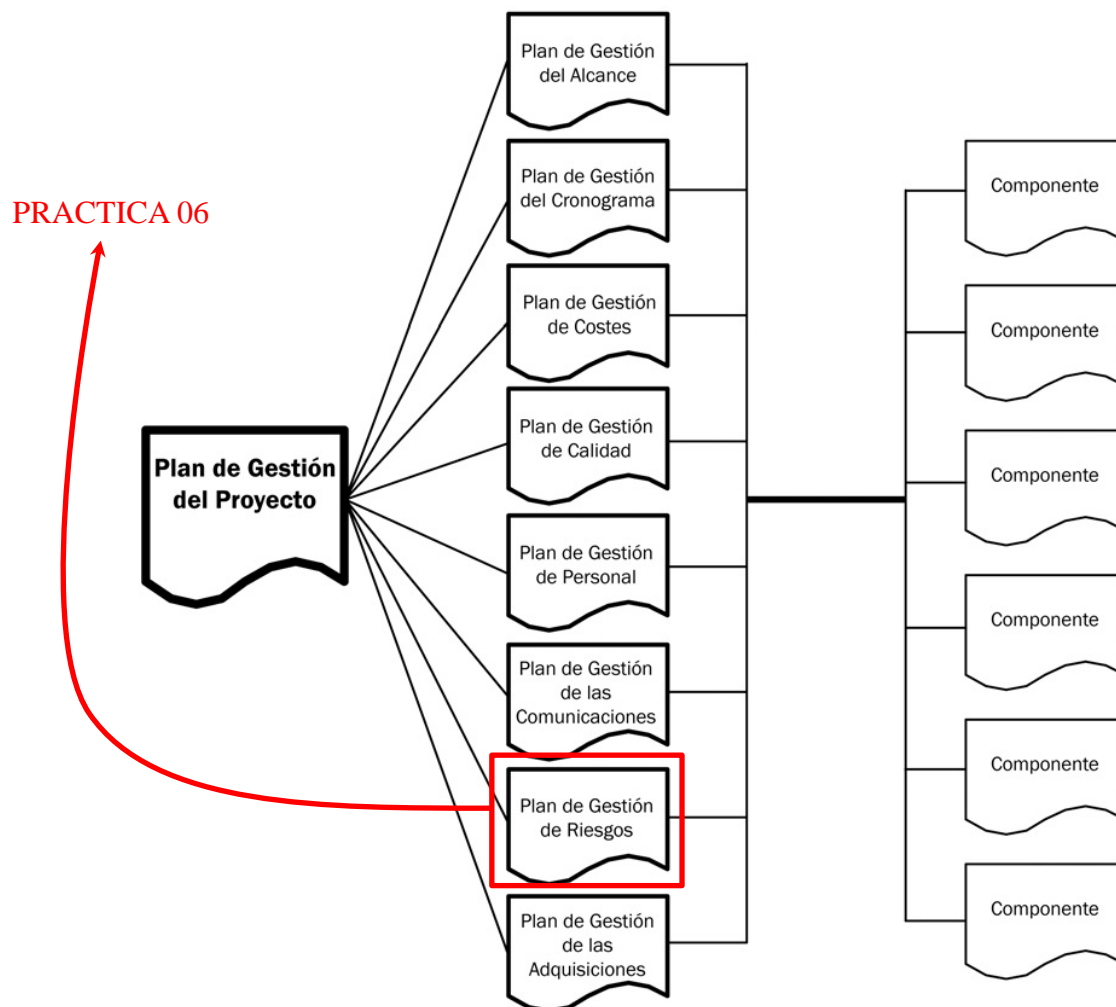 Plan de Gestión
del Alcance
Plan de Gestión
del Cronograma
PRACTICA 06
Plan de Gestión
de Costes
Plan de Gestión
de Calidad
Plan de Gestión
del Proyecto
Plan de Gestión
de Personal
Plan de Gestión
de las
Comunicaciones
Plan de Gestión
de Riesgos
Plan de Gestión
de las
Adquisiciones
Componente
Componente
Componente
Componente
Componente
Componente